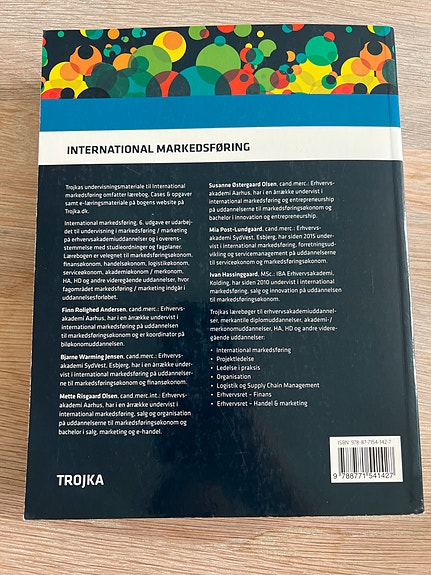 INTERNATIONAL MARKEDSFØRING
Trojkas undervisningsmateriale til International
markedsføring omfatter lærebog, Cases & opgaver
samt e-læringsmateriale på bogens website på
Trojka.dk.
International markedsføring, 6. udgave er udarbej-
det til undervisning i markedsføring / marketing
på erhvervsakademiuddannelser og i overens-
stemmelse med studieordninger og fagplaner.
Lærebogen er velegnet til markedsføringsøkonom,
finansøkonom, handelsøkonom, logistikøkonom,
serviceøkonom, akademiøkonom / merkonom,
HA, HD og andre videregående uddannelser, hvor
fagområdet markedsføring / marketing indgår i
uddannelsesforløbet.
Finn Rolighed Andersen, cand.merc.: Erhvervs-
akademi Aarhus, har i en årrække undervist i
international markedsføring på uddannelsen
til markedsføringsøkonom og er koordinator på
bi­økonomuddannelsen.
Bjarne Warming Jensen, cand.merc.: Erhvervs-
akademi SydVest, Esbjerg, har i en årrække under-
vist i international markedsføring på uddannelser-
ne til markedsføringsøkonom og finansøkonom.
Mette Risgaard Olsen, cand.merc.int.: Erhvervs-
akademi Aarhus, har i en årrække undervist i
international markedsføring, salg og organisation
på uddannelserne til markedsføringsøkonom og
bachelor i salg, marketing og e-handel.
Susanne Østergaard Olsen, cand.merc.: Erhvervs-
akademi Aarhus, har i en årrække undervist i
international markedsføring og entrepreneurship
på uddannelserne til markedsføringsøkonom og
bachelor i innovation og entrepreneurship.
Mia Post-Lundgaard, cand.merc.: Erhvervs-
akademi SydVest, Esbjerg, har siden 2015 under-
vist i international markedsføring, forretningsud-
vikling og servicemanagement på uddannelserne
til serviceøkonom og markedsføringsøkonom.
Ivan Hassinggaard, MSc.: IBA Erhvervsakademi,
Kolding, har siden 2010 undervist i international
markedsføring, salg og innovation på uddannelsen
til markedsføringsøkonom.
Trojkas lærebøger til erhvervsakademiuddannel-
ser, merkantile diplomuddannelser, akademi /
merkonomuddannelser, HA, HD og andre videre-
gående uddannelser:
• International markedsføring
• Projektledelse
• Ledelse i praksis
• Organisation
• Logistik og Supply Chain Management
• Erhvervsret – Finans
• Erhvervsret – Handel & marketing
ISBN 978-87-7154-142-7
9 788771 541427
TROJKA